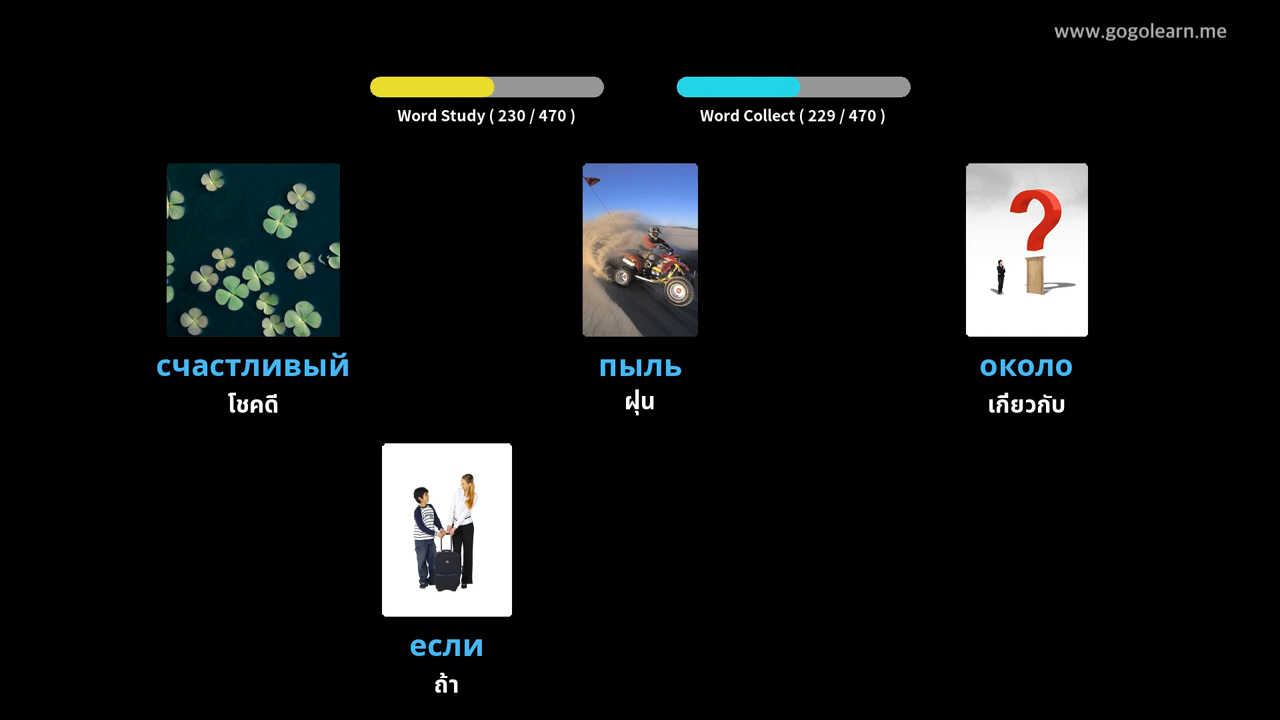 www.gogolearn.me
Word Study ( 230 / 470 )
Word Collect ( 229 / 470 )
счастливый
โชคดี
пыль
ฝุ่น
около
เกี่ยวกับ
если
ถ้า